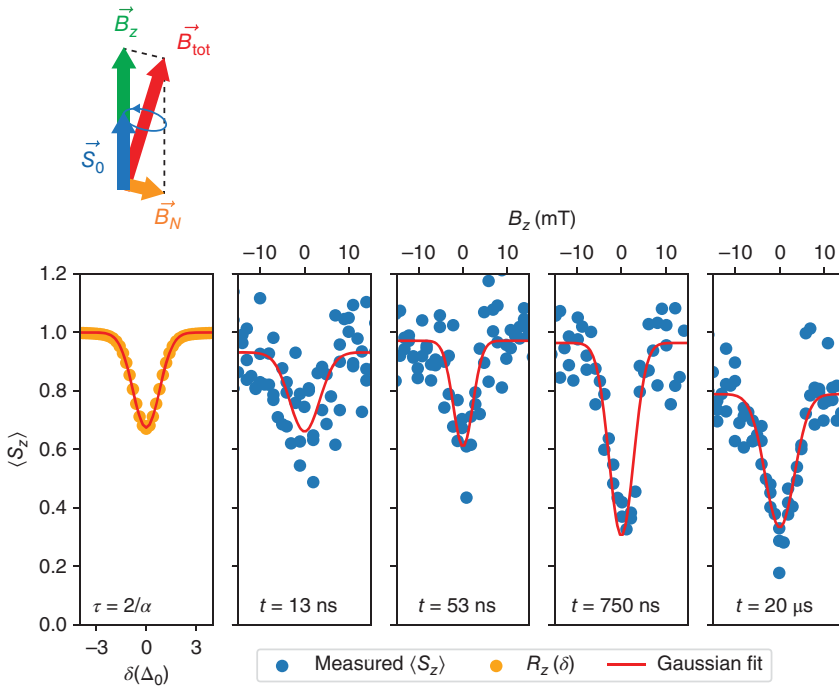 B_z
B_tot
S_0
B_N
B_z (mT)
−10 0 10 −10 0 10 −10 0 10 −10 0 10
1.2
1.0
0.8
0.6
0.4
0.2
0.0
⟨S_z⟩
τ = 2/α t = 13 ns t = 53 ns t = 750 ns t = 20 μs
−3 0 3
δ(Δ_0)
Measured ⟨S_z⟩ R_z (δ) Gaussian fit